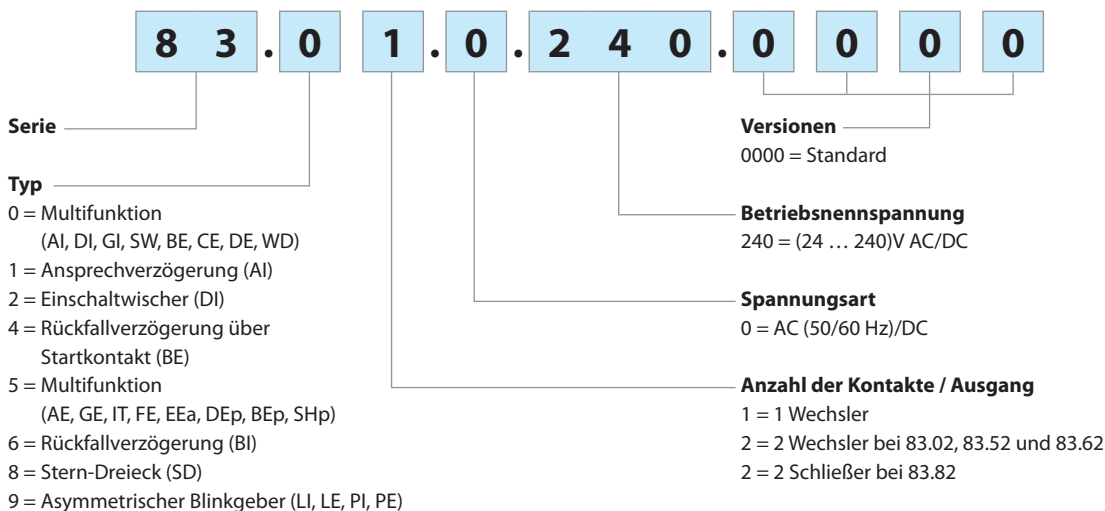 8 3 . 0 1 . 0 . 2 4 0 . 0 0 0 0
Serie
Typ
0 = Multifunktion
(AI, DI, GI, SW, BE, CE, DE, WD)
1 = Ansprechverzögerung (AI)
2 = Einschaltwischer (DI)
4 = Rückfallverzögerung über
Startkontakt (BE)
5 = Multifunktion
(AE, GE, IT, FE, EEa, DEp, BEp, SHp)
6 = Rückfallverzögerung (BI)
8 = Stern-Dreieck (SD)
9 = Asymmetrischer Blinkgeber (LI, LE, PI, PE)
Versionen
0000 = Standard
Betriebsnennspannung
240 = (24 … 240)V AC/DC
Spannungsart
0 = AC (50/60 Hz)/DC
Anzahl der Kontakte / Ausgang
1 = 1 Wechsler
2 = 2 Wechsler bei 83.02, 83.52 und 83.62
2 = 2 Schließer bei 83.82